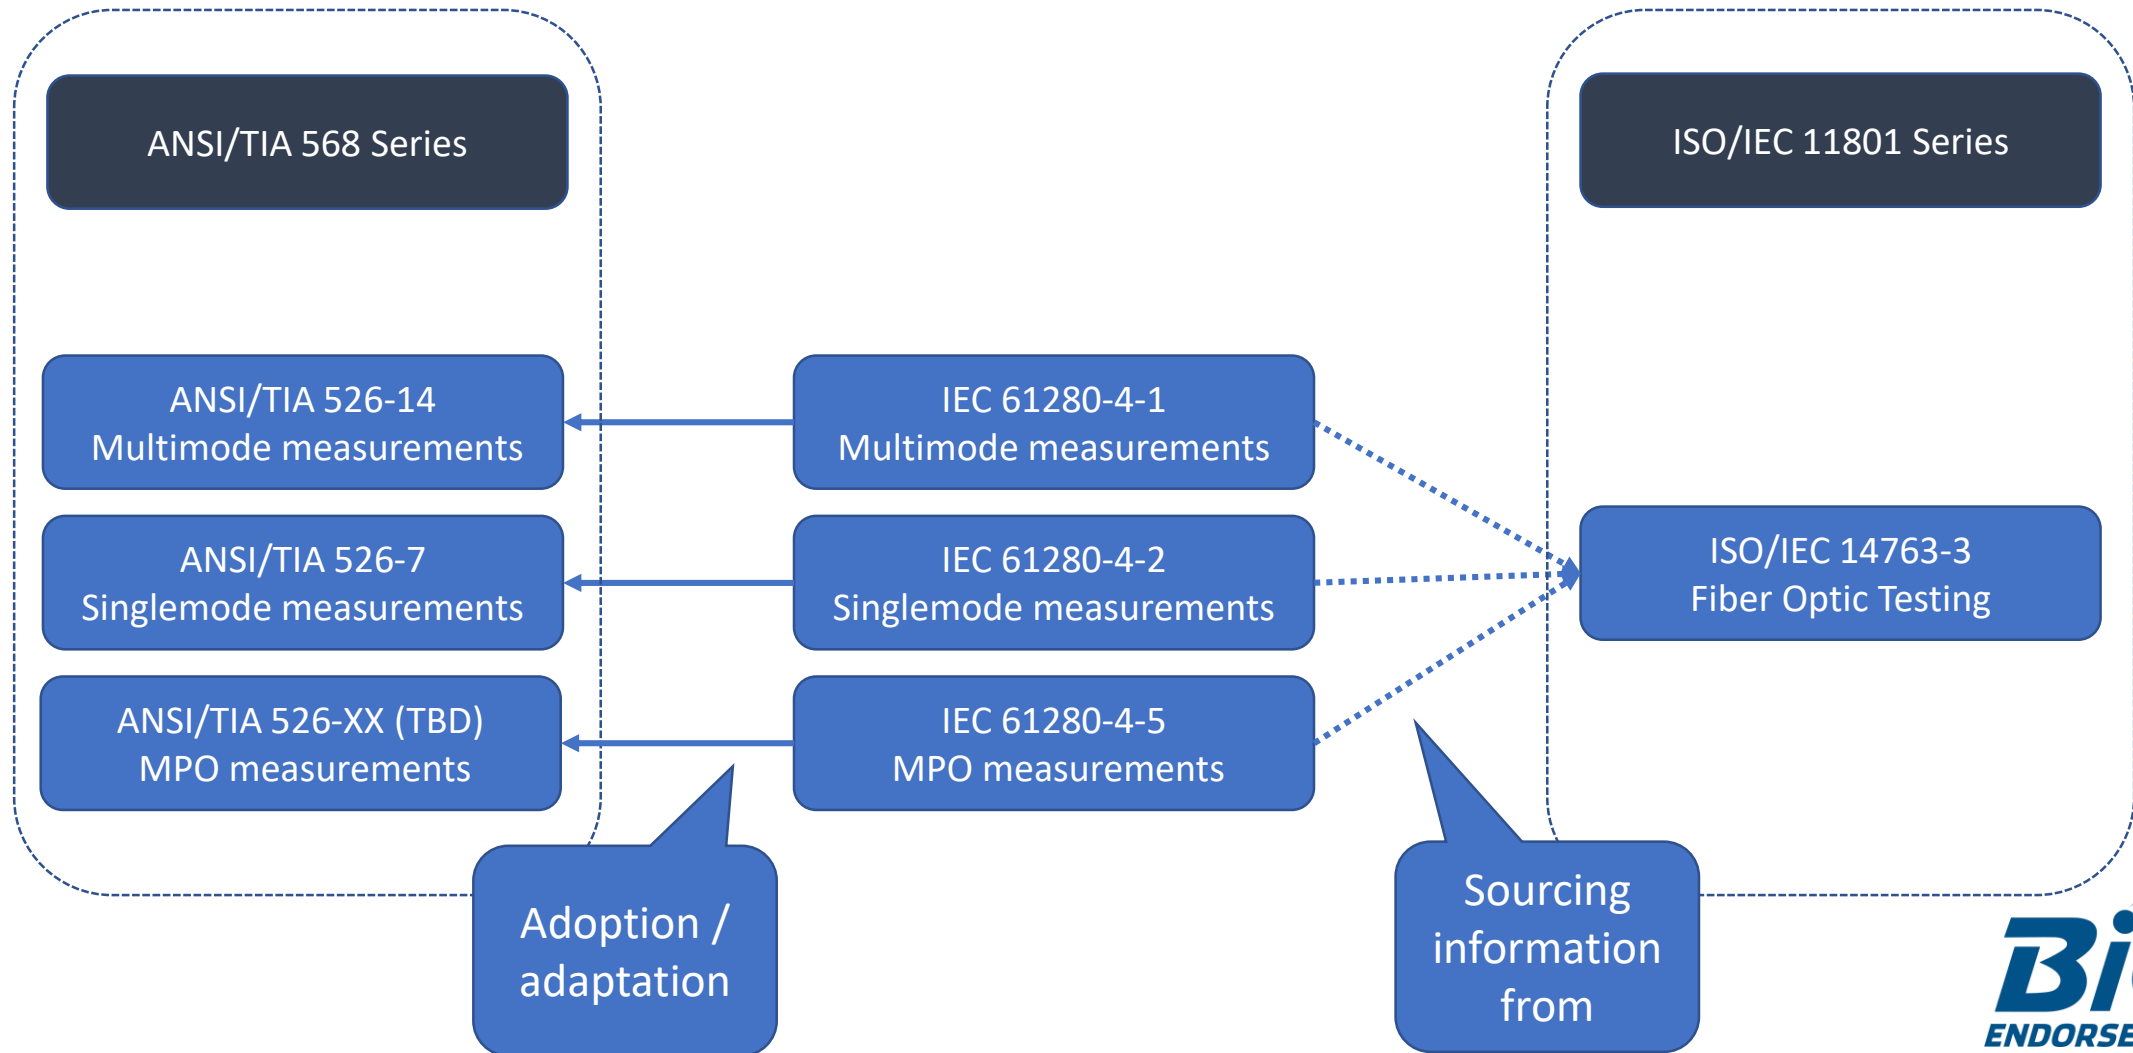 ANSI/TIA 568 Series
ISO/IEC 11801 Series
ANSI/TIA 526-14
Multimode measurements
IEC 61280-4-1
Multimode measurements
ANSI/TIA 526-7
Singlemode measurements
IEC 61280-4-2
Singlemode measurements
ISO/IEC 14763-3
Fiber Optic Testing
ANSI/TIA 526-XX (TBD)
MPO measurements
IEC 61280-4-5
MPO measurements
Adoption /
adaptation
Sourcing
information
from